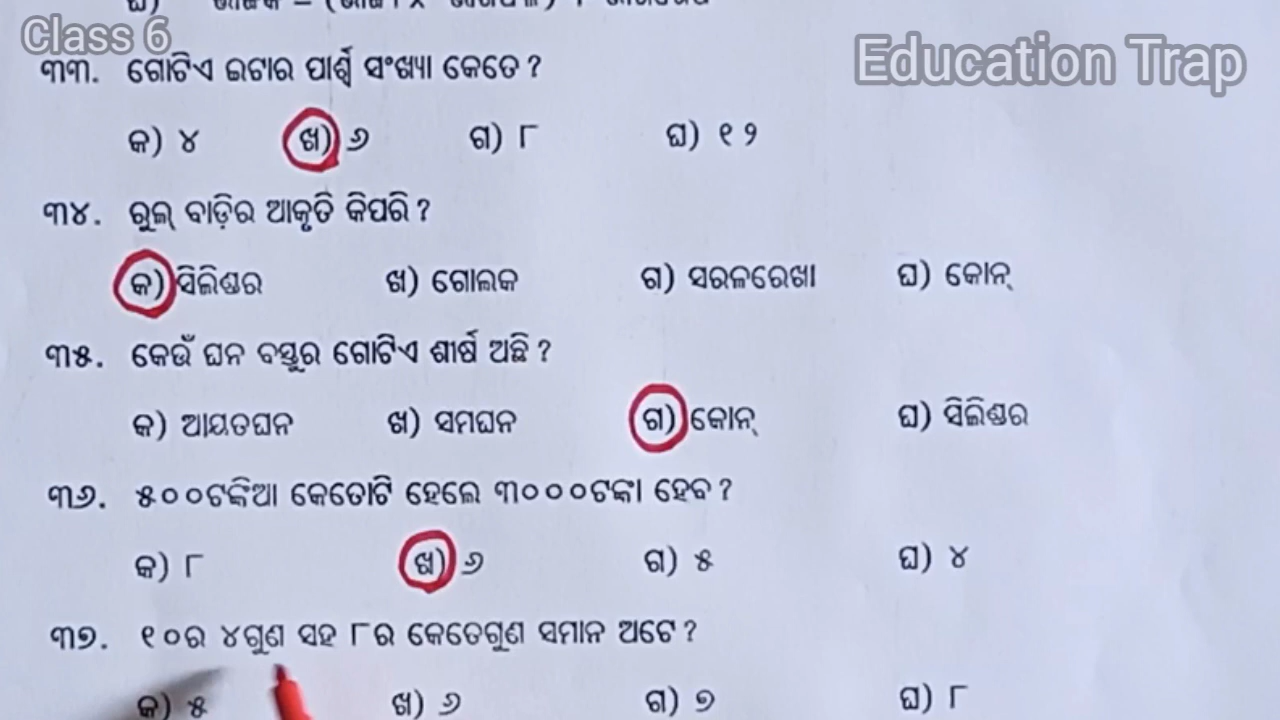 Class 6
Education Trap
୩୩. ଗୋଟିଏ ଇଟାର ପାର୍ଶ୍ୱ ସଂଖ୍ୟା କେତେ ?
କ) ୪ ଖ) ୬ ଗ) ୮ ଘ) ୧୨
୩୪. ରୁଲ୍ ବାଡ଼ିର ଆକୃତି କିପରି ?
କ) ସିଲିଣ୍ଡର ଖ) ଗୋଲକ ଗ) ସରଳରେଖା ଘ) କୋନ୍
୩୫. କେଉଁ ଘନ ବସ୍ତୁର ଗୋଟିଏ ଶୀର୍ଷ ଅଛି ?
କ) ଆୟତଘନ ଖ) ସମଘନ ଗ) କୋନ୍ ଘ) ସିଲିଣ୍ଡର
୩୬. ୫୦୦ଟଙ୍କିଆ କେତୋଟି ହେଲେ ୩୦୦୦ଟଙ୍କା ହେବ ?
କ) ୮ ଖ) ୬ ଗ) ୫ ଘ) ୪
୩୭. ୧୦ର ୪ଗୁଣ ସହ ୮ର କେତେଗୁଣ ସମାନ ଅଟେ ?
କ) ୫ ଖ) ୬ ଗ) ୭ ଘ) ୮